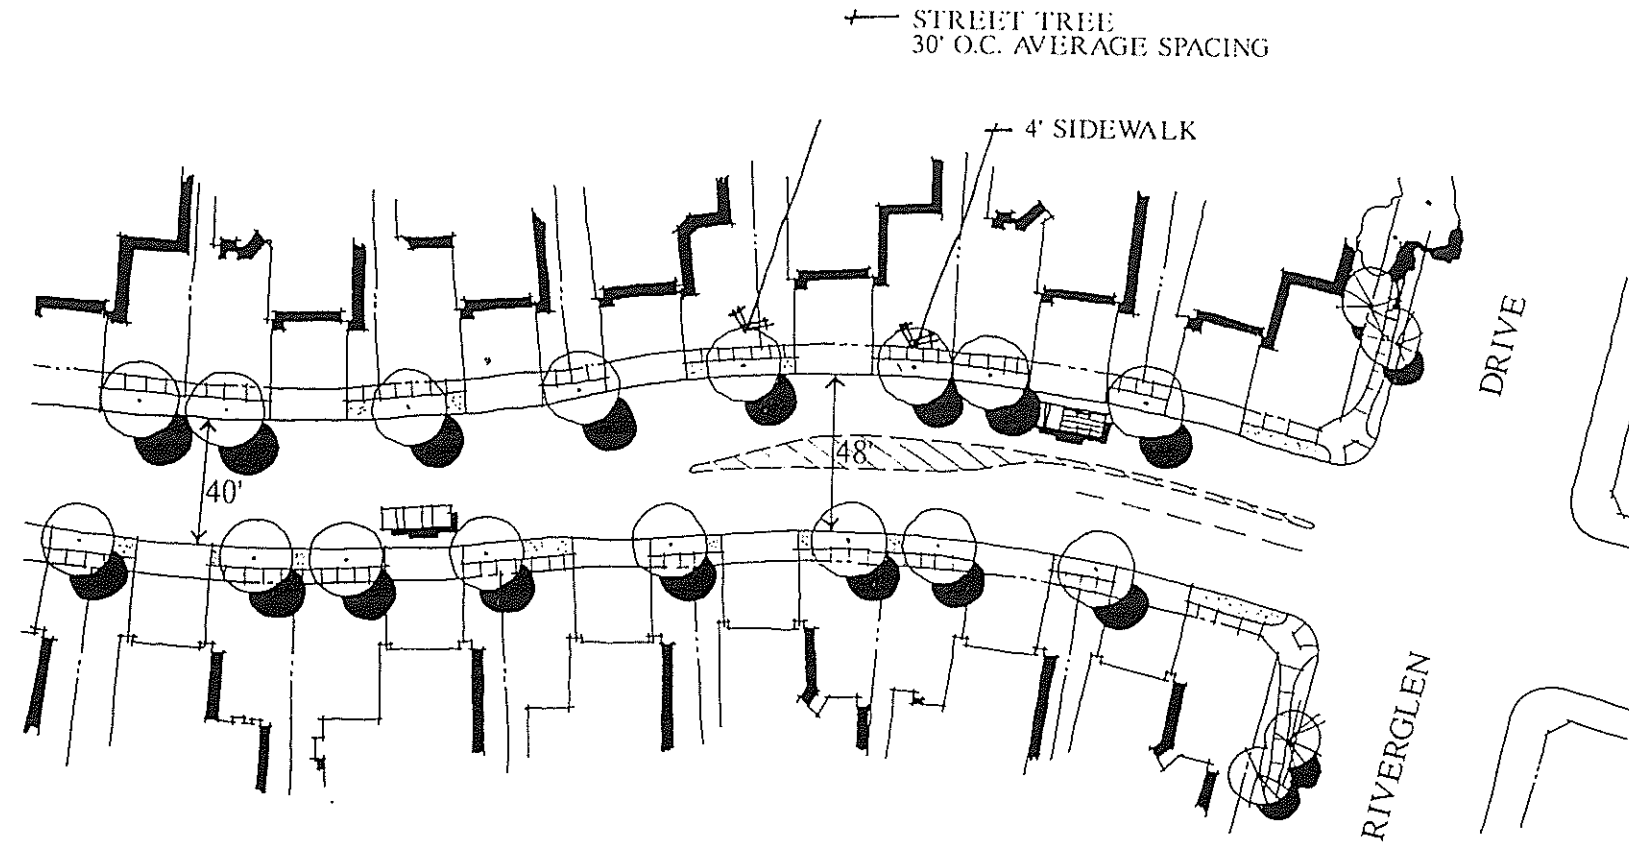 STREET TREE
30' O.C. AVERAGE SPACING
4' SIDEWALK
DRIVE
48'
40'
RIVERGLEN